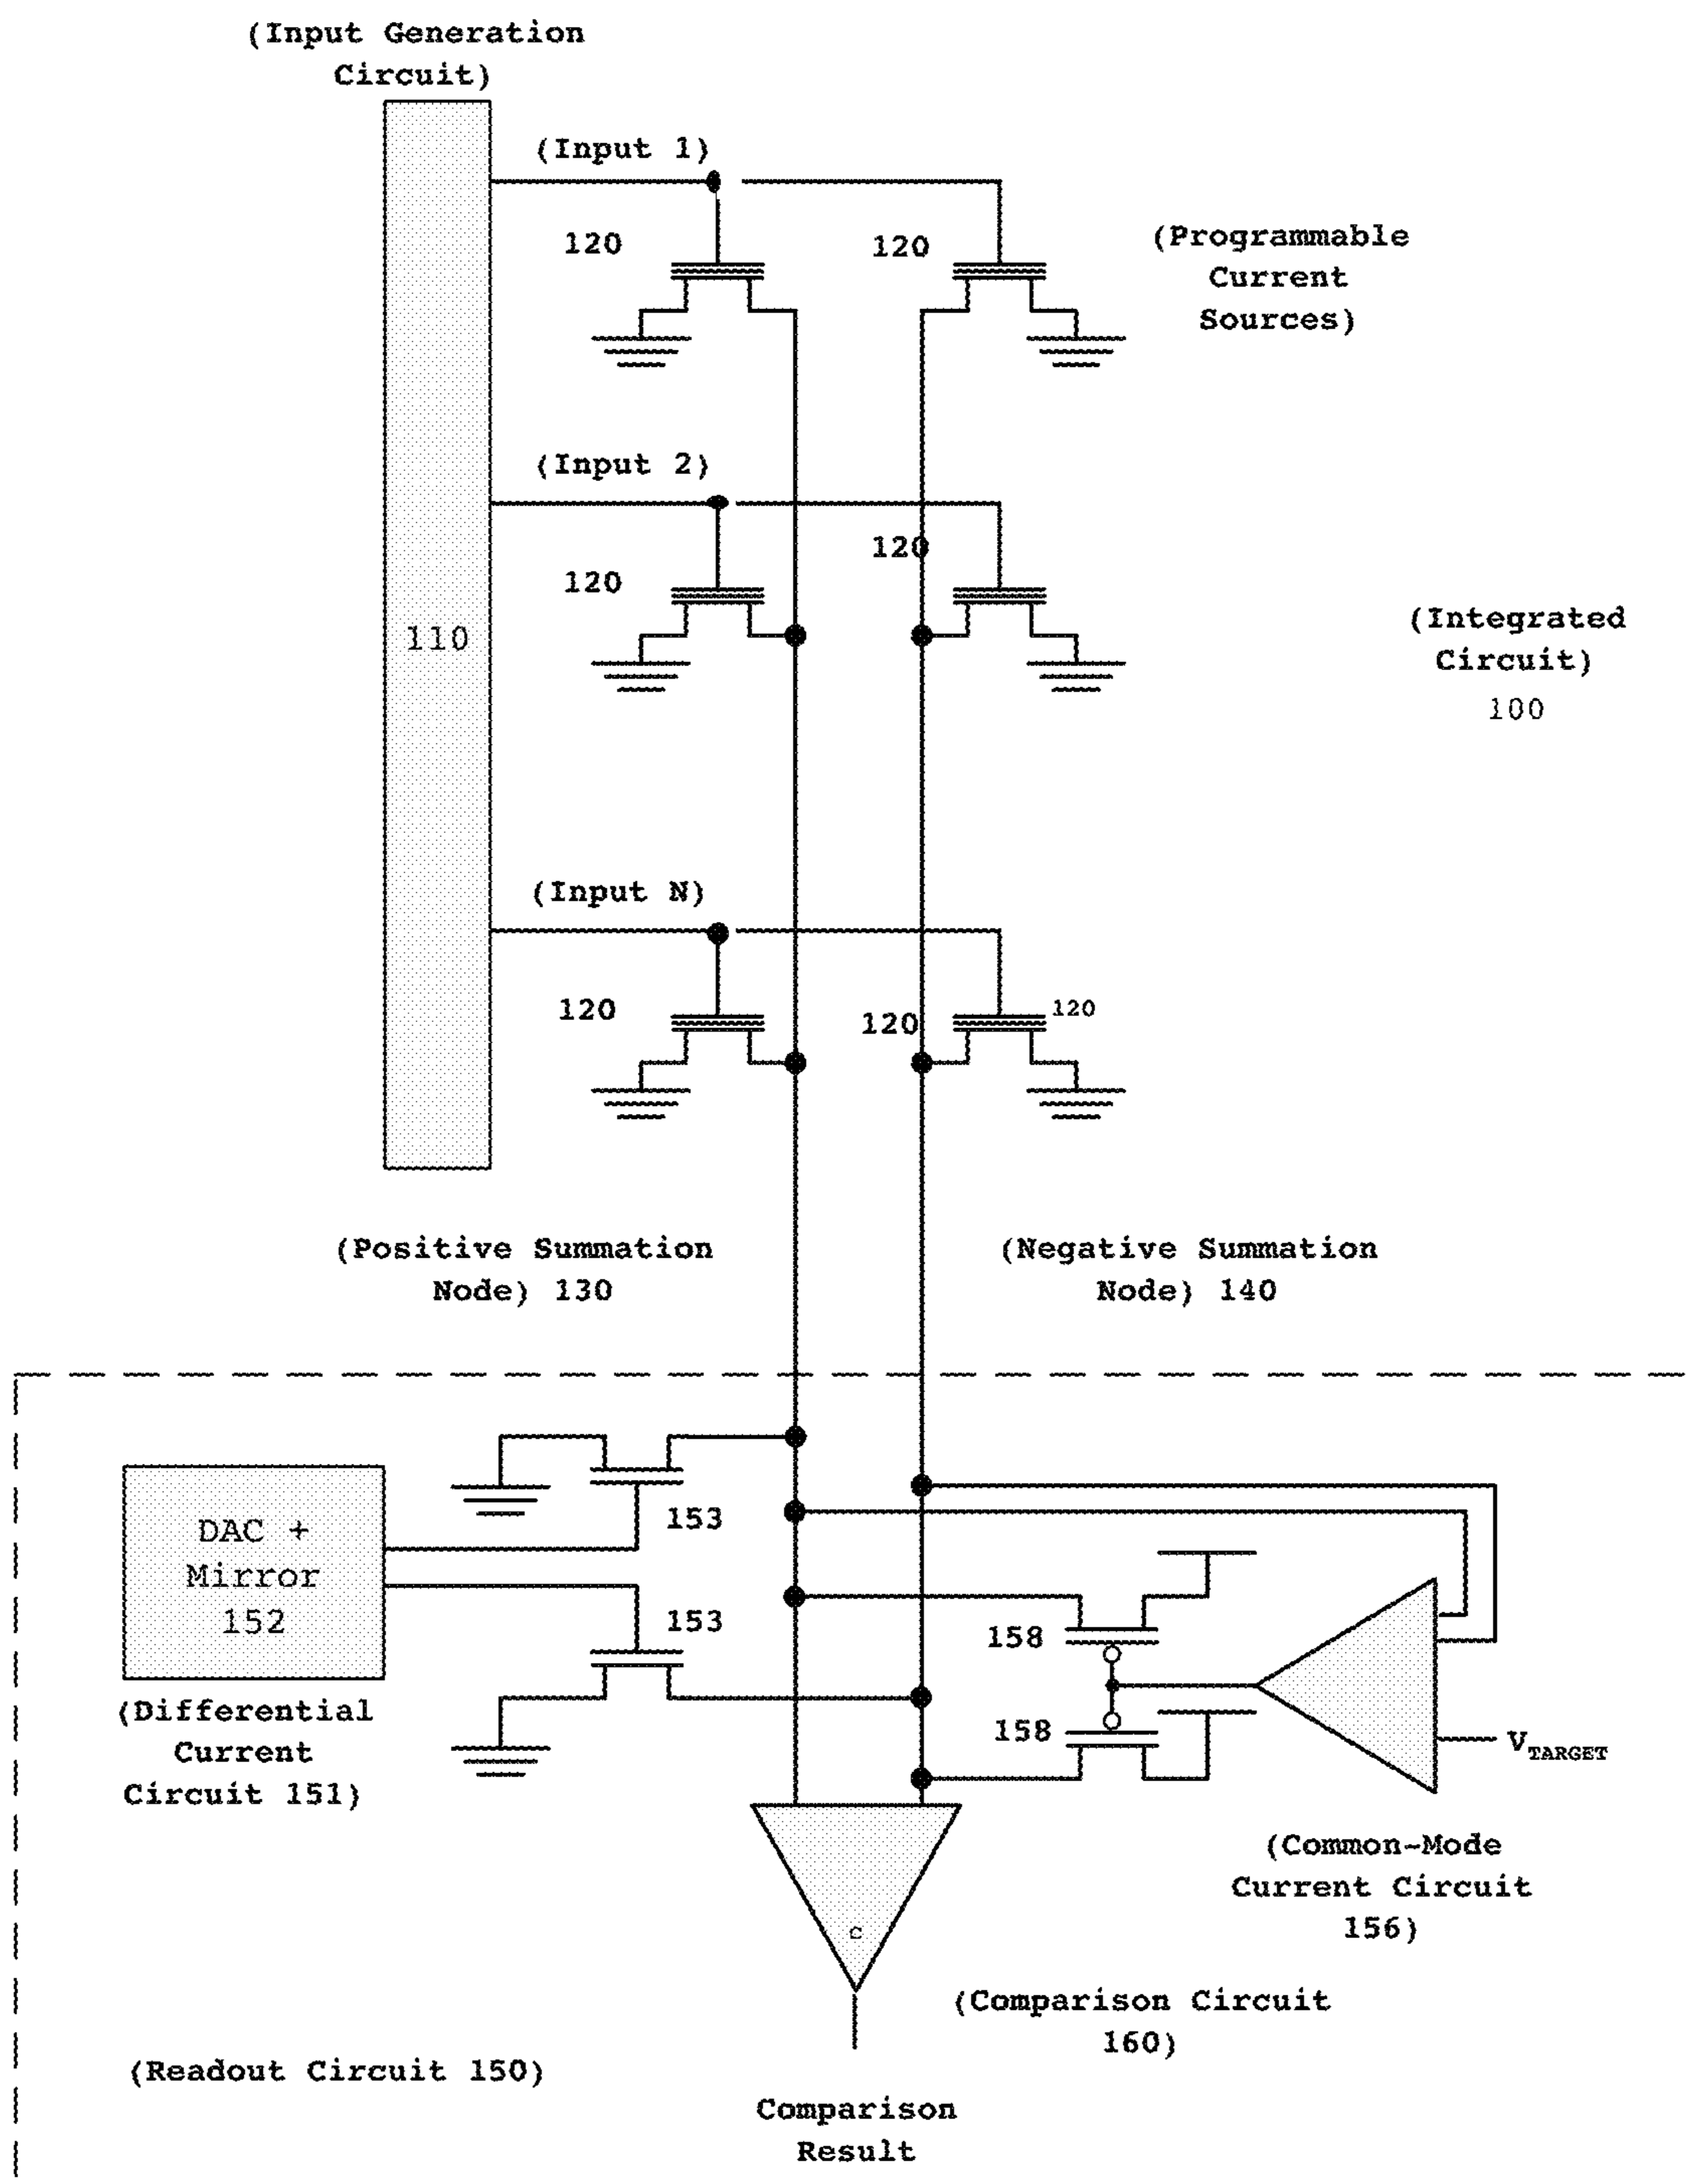 (Input Generation
Circuit)
(Input 1)
120
120
(Programmable
Current
Sources)
(Input 2)
120
120
110
(Integrated
Circuit)
100
(Input N)
120
120
120
(Positive Summation
Node) 130
(Negative Summation
Node) 140
DAC +
Mirror
152
153
153
158
158
(Differential
Current
Circuit 151)
VTARGET
(Common-Mode
Current Circuit
156)
C
(Comparison Circuit
160)
(Readout Circuit 150)
Comparison
Result